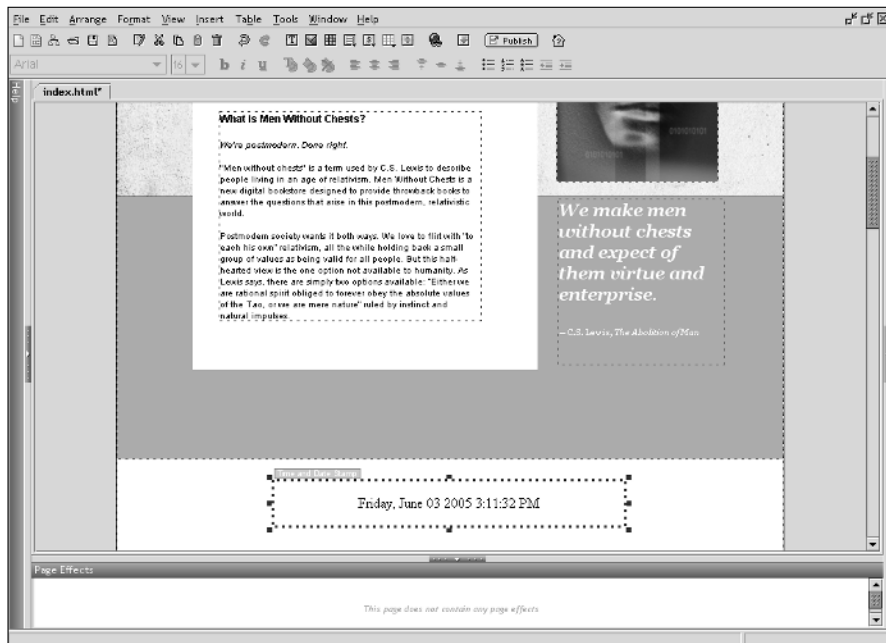 File Edit Arrange Format View Insert Table Tools Window Help
Publish
Arial 16 b i u
Help
index.html*
What is Men Without Chests?
We're postmodern. Done right.
"Men without chests" is a term used by C.S. Lewis to describe
people living in an age of relativism. Men Without Chests is a
new digital bookstore designed to provide throwback books to
answer the questions that arise in this postmodern, relativistic
world.
Postmodern society wants it both ways. We love to flirt with "to
each his own" relativism, all the while holding back a small
group of values as being valid for all people. But this half-
hearted view is the one option not available to humanity. As
Lewis says, there are simply two options available: "Either we
are rational spirit obliged to forever obey the absolute values
of the Tao, or we are mere nature" ruled by instinct and
natural impulses.
We make men
without chests
and expect of
them virtue and
enterprise.
– C.S. Lewis, The Abolition of Man
Time and Date Stamp
Friday, June 03 2005 3:11:32 PM
Page Effects
This page does not contain any page effects